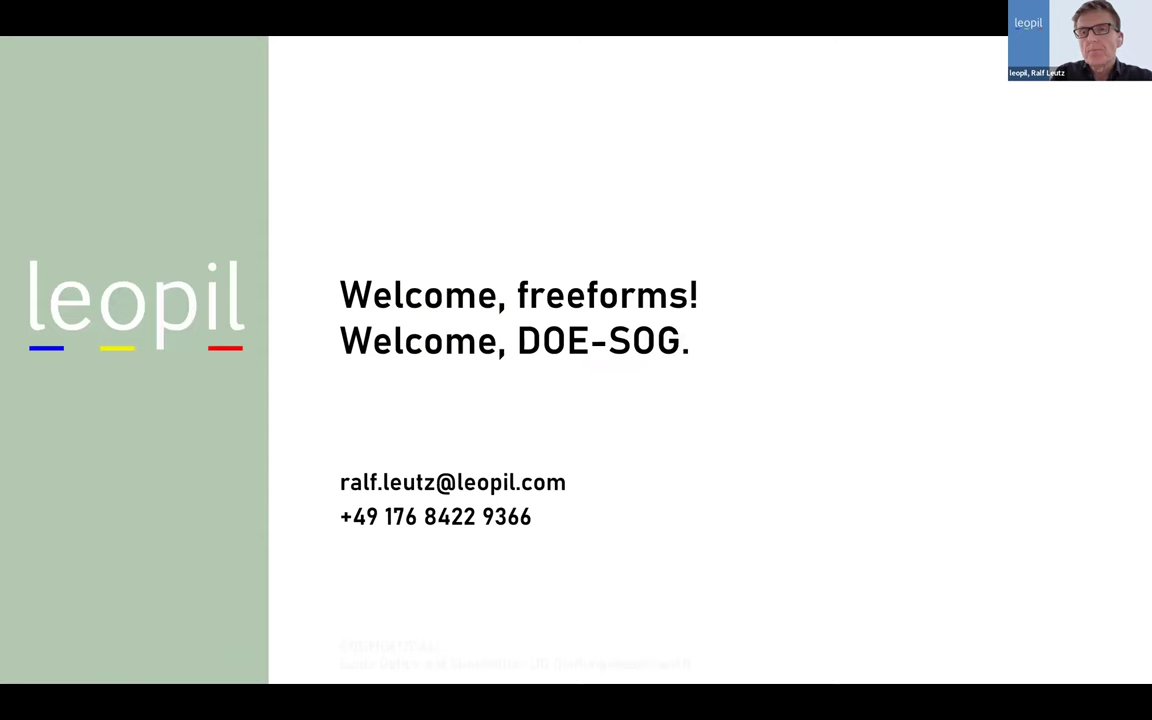 leopil
leopil, Ralf Leutz
leopil
Welcome, freeforms!
Welcome, DOE-SOG.
ralf.leutz@leopil.com
+49 176 8422 9366